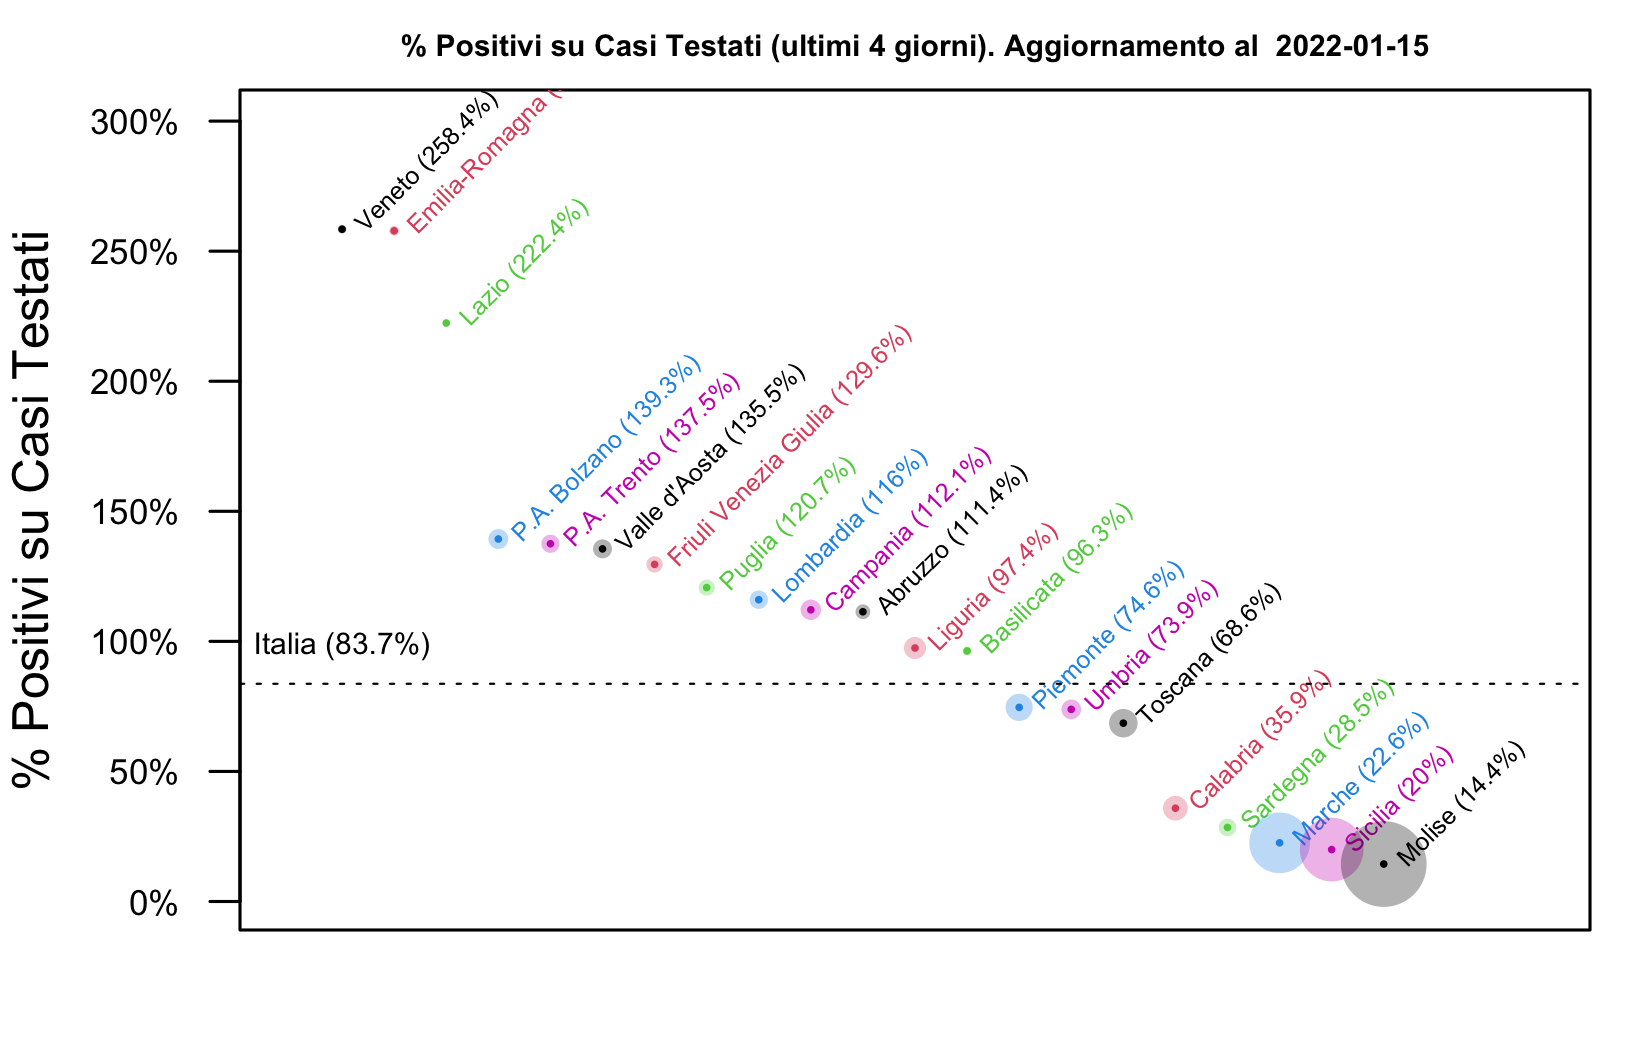 % Positivi su Casi Testati (ultimi 4 giorni). Aggiornamento al 2022-01-15
% Positivi su Casi Testati
300%
250%
200%
150%
100%
50%
0%
Veneto (258.4%)
Emilia-Romagna (
Lazio (222.4%)
P.A. Bolzano (139.3%)
P.A. Trento (137.5%)
Valle d'Aosta (135.5%)
Friuli Venezia Giulia (129.6%)
Puglia (120.7%)
Lombardia (116%)
Campania (112.1%)
Abruzzo (111.4%)
Liguria (97.4%)
Basilicata (96.3%)
Italia (83.7%)
Piemonte (74.6%)
Umbria (73.9%)
Toscana (68.6%)
Calabria (35.9%)
Sardegna (28.5%)
Marche (22.6%)
Sicilia (20%)
Molise (14.4%)